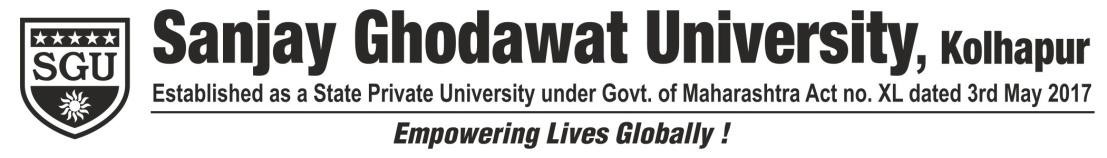 SGU
Sanjay Ghodawat University, Kolhapur
Established as a State Private University under Govt. of Maharashtra Act no. XL dated 3rd May 2017
Empowering Lives Globally !